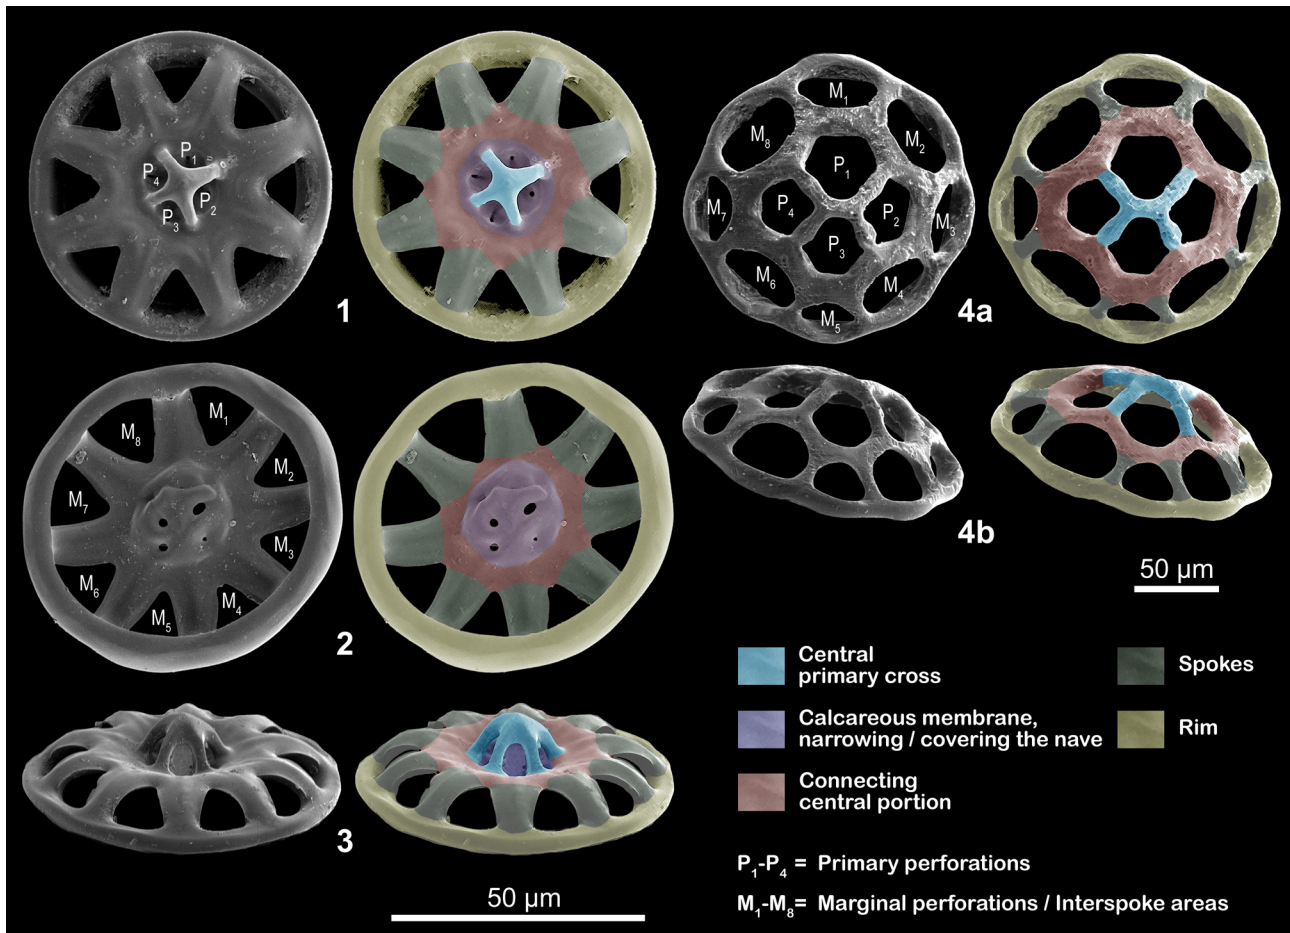 P1
P4
P2
P3
1
M1
M8
M2
P1
P4
P2
M7
M3
P3
M6
M4
M5
4a
M1
M8
M2
M7
M3
M6
M4
M5
2
4b
50 µm
3
50 µm
Central
primary cross
Calcareous membrane,
narrowing / covering the nave
Connecting
central portion
Spokes
Rim
P1-P4 = Primary perforations
M1-M8= Marginal perforations / Interspoke areas